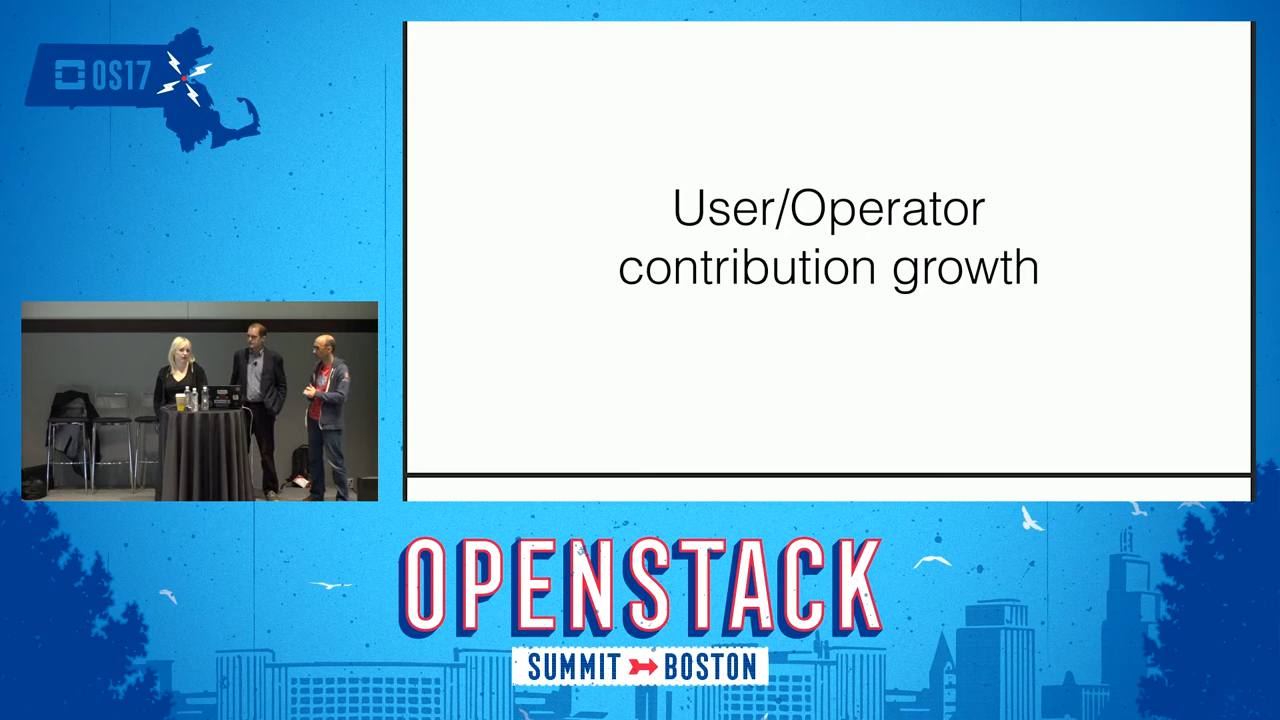 OS17
User/Operator
contribution growth
OPENSTACK
SUMMIT BOSTON